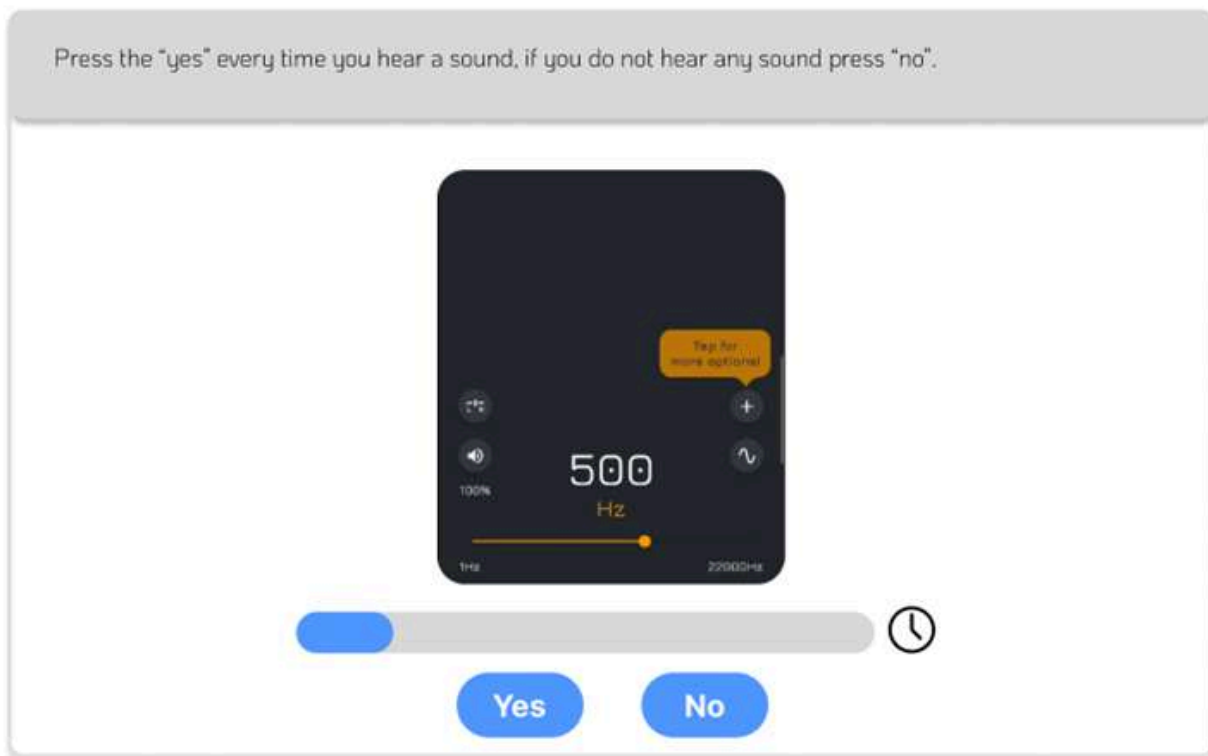 Press the “yes” every time you hear a sound, if you do not hear any sound press “no”.
Tap for
more options!
100%
500
Hz
1Hz
22000Hz
Yes
No